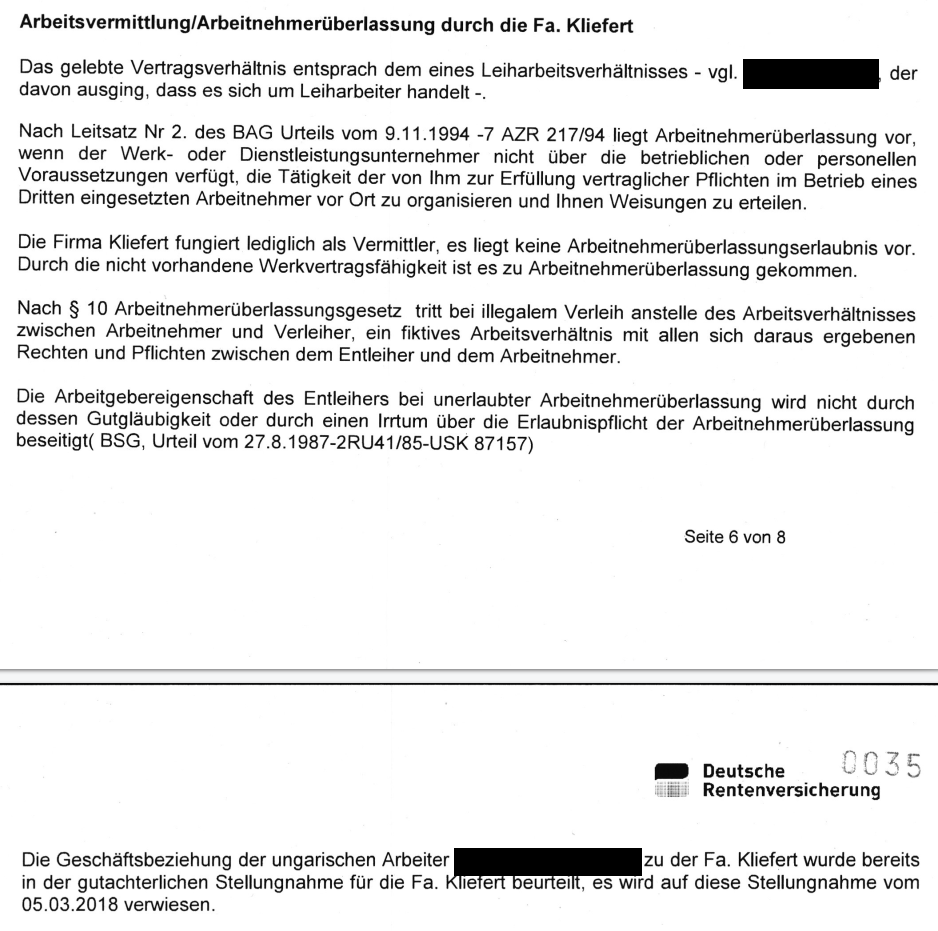 Arbeitsvermittlung/Arbeitnehmerüberlassung durch die Fa. Kliefert
Das gelebte Vertragsverhältnis entsprach dem eines Leiharbeitsverhältnisses - vgl. , der
davon ausging, dass es sich um Leiharbeiter handelt -.
Nach Leitsatz Nr 2. des BAG Urteils vom 9.11.1994 -7 AZR 217/94 liegt Arbeitnehmerüberlassung vor,
wenn der Werk- oder Dienstleistungsunternehmer nicht über die betrieblichen oder personellen
Voraussetzungen verfügt, die Tätigkeit der von Ihm zur Erfüllung vertraglicher Pflichten im Betrieb eines
Dritten eingesetzten Arbeitnehmer vor Ort zu organisieren und Ihnen Weisungen zu erteilen.
Die Firma Kliefert fungiert lediglich als Vermittler, es liegt keine Arbeitnehmerüberlassungserlaubnis vor.
Durch die nicht vorhandene Werkvertragsfähigkeit ist es zu Arbeitnehmerüberlassung gekommen.
Nach § 10 Arbeitnehmerüberlassungsgesetz tritt bei illegalem Verleih anstelle des Arbeitsverhältnisses
zwischen Arbeitnehmer und Verleiher, ein fiktives Arbeitsverhältnis mit allen sich daraus ergebenen
Rechten und Pflichten zwischen dem Entleiher und dem Arbeitnehmer.
Die Arbeitgebereigenschaft des Entleihers bei unerlaubter Arbeitnehmerüberlassung wird nicht durch
dessen Gutgläubigkeit oder durch einen Irrtum über die Erlaubnispflicht der Arbeitnehmerüberlassung
beseitigt( BSG, Urteil vom 27.8.1987-2RU41/85-USK 87157)
Seite 6 von 8
0035
Deutsche
Rentenversicherung
Die Geschäftsbeziehung der ungarischen Arbeiter zu der Fa. Kliefert wurde bereits
in der gutachterlichen Stellungnahme für die Fa. Kliefert beurteilt, es wird auf diese Stellungnahme vom
05.03.2018 verwiesen.